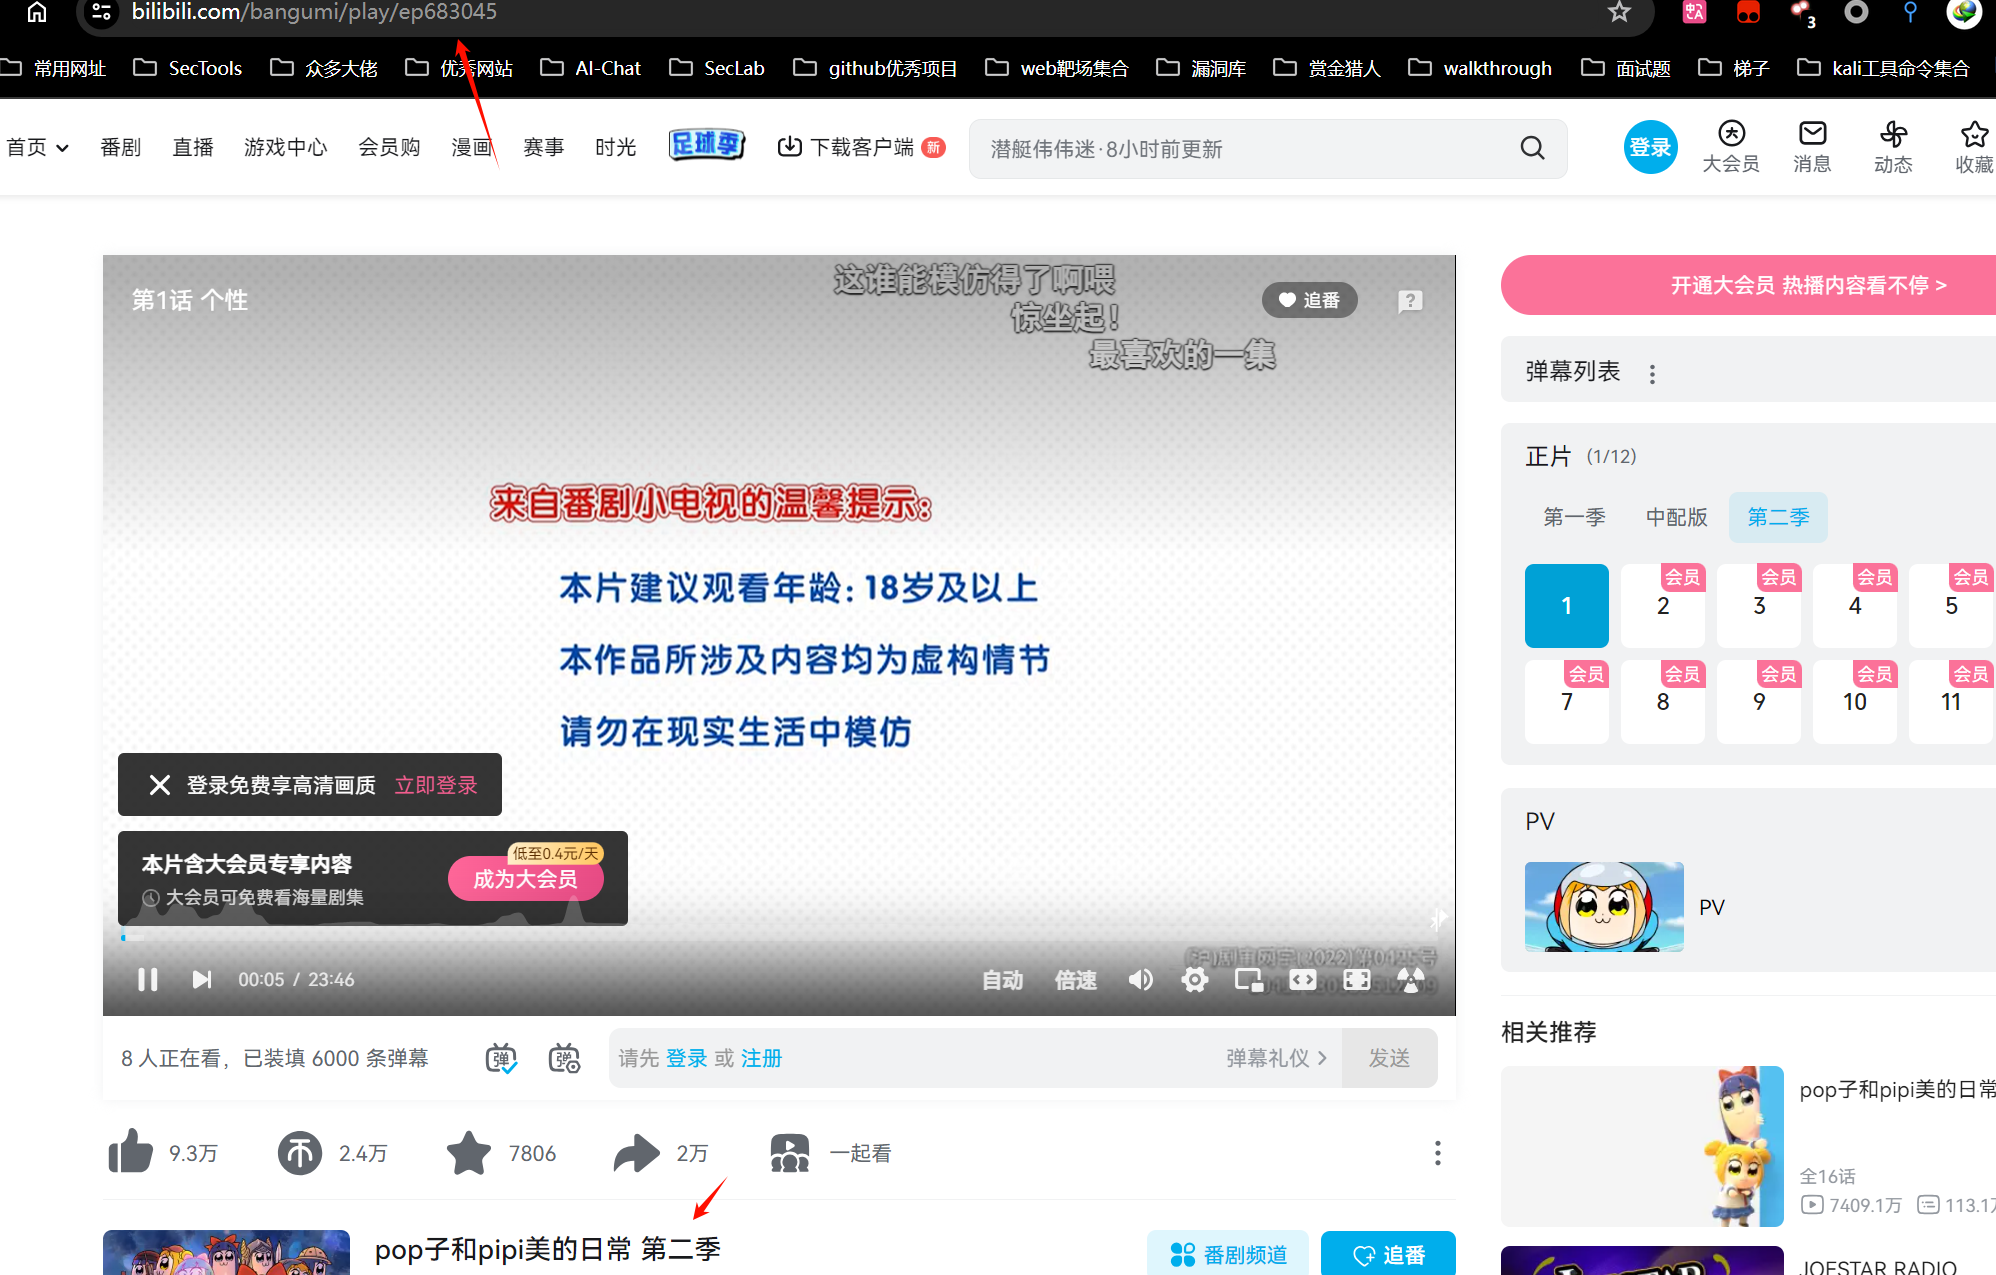 bilibili.com/bangumi/play/ep683045
3
常用网址 SecTools 众多大佬 优秀网站 AI-Chat SecLab github优秀项目 web靶场集合 漏洞库 赏金猎人 walkthrough 面试题 梯子 kali工具命令集合
首页 番剧 直播 游戏中心 会员购 漫画 赛事 时光 足球季 下载客户端 新 潜艇伟伟迷·8小时前更新 登录 大会员 消息 动态 收藏
第1话 个性
这谁能模仿得了啊喂
惊坐起！
最喜欢的一集
追番
来自番剧小电视的温馨提示：
本片建议观看年龄：18岁及以上
本作品所涉及内容均为虚构情节
请勿在现实生活中模仿
登录免费享高清画质 立即登录
本片含大会员专享内容
大会员可免费看海量剧集
低至0.4元/天
成为大会员
00:05 / 23:46 自动 倍速
8 人正在看，已装填 6000 条弹幕 弹 弹 请先 登录 或 注册 弹幕礼仪 > 发送
9.3万 2.4万 7806 2万 一起看
pop子和pipi美的日常 第二季 番剧频道 追番
开通大会员 热播内容看不停 >
弹幕列表
正片 (1/12)
第一季 中配版 第二季
1 2 会员 3 会员 4 会员 5 会员
7 会员 8 会员 9 会员 10 会员 11 会员
PV
PV
相关推荐
pop子和pipi美的日常
全16话
7409.1万 113.1万
JOESTAR RADIO